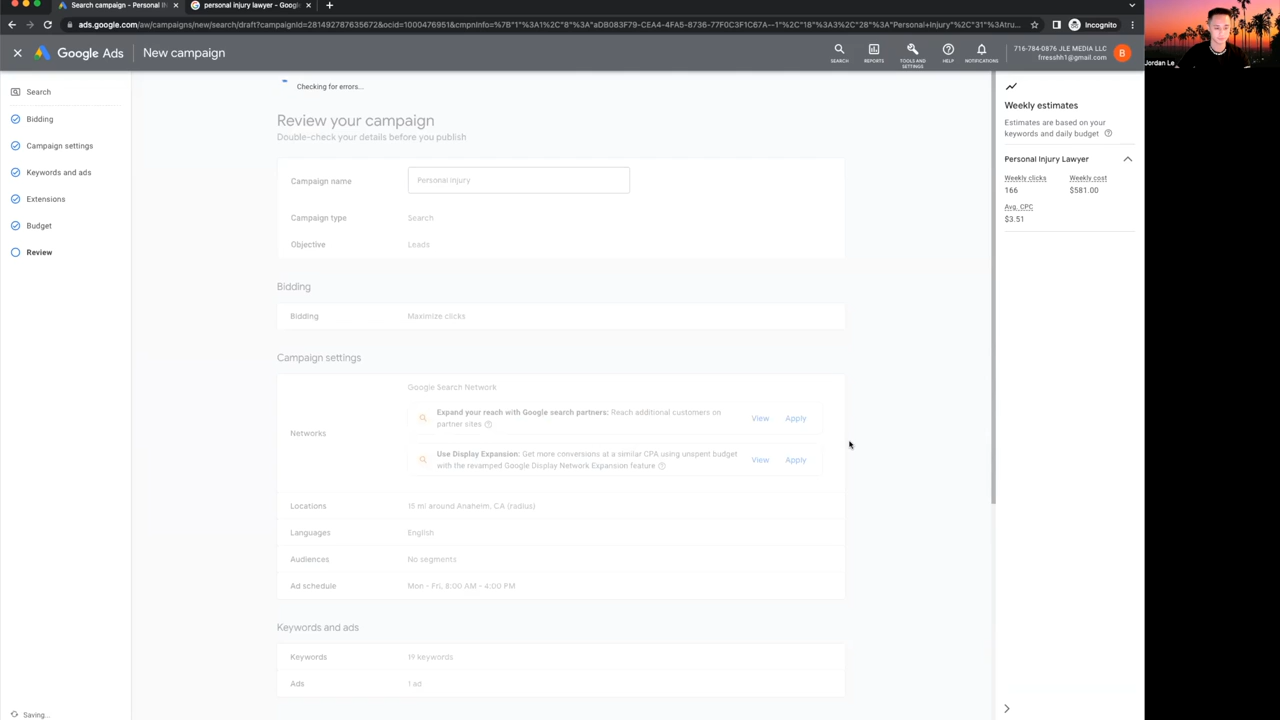 Search campaign - Personal In
personal injury lawyer - Googl
ads.google.com/aw/campaigns/new/search/draft?campaignId=281492787635672&ocid=1000476951&cmpnInfo=%7B"1"%3A1%2C"8"%3A"aDB083F79-CEA4-4FA5-8736-77F0C3F1C67A--1"%2C"18"%3A3%2C"28"%3A"Personal+Injury"%2C"31"%3Atru...
Incognito
Google Ads
New campaign
SEARCH
REPORTS
TOOLS AND SETTINGS
HELP
NOTIFICATIONS
716-784-0876 JLE MEDIA LLC
frresshh1@gmail.com
B
Jordan Le
Search
Bidding
Campaign settings
Keywords and ads
Extensions
Budget
Review
Saving...
Checking for errors...
Review your campaign
Double-check your details before you publish
Campaign name
Personal Injury
Campaign type
Search
Objective
Leads
Bidding
Bidding
Maximize clicks
Campaign settings
Networks
Google Search Network
Expand your reach with Google search partners: Reach additional customers on
partner sites
View
Apply
Use Display Expansion: Get more conversions at a similar CPA using unspent budget
with the revamped Google Display Network Expansion feature
View
Apply
Locations
15 mi around Anaheim, CA (radius)
Languages
English
Audiences
No segments
Ad schedule
Mon - Fri, 8:00 AM - 4:00 PM
Keywords and ads
Keywords
19 keywords
Ads
1 ad
Weekly estimates
Estimates are based on your
keywords and daily budget
Personal Injury Lawyer
Weekly clicks
Weekly cost
166
$581.00
Avg. CPC
$3.51